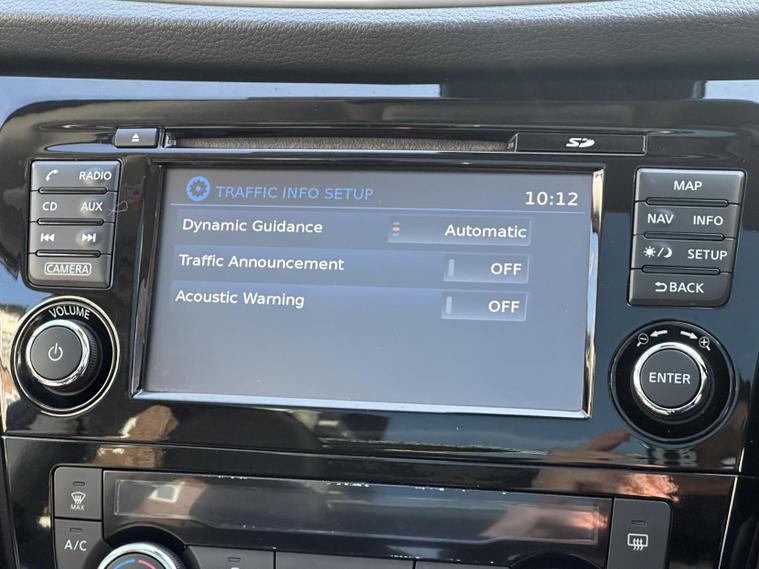 SD
RADIO
CD AUX
CAMERA
VOLUME
TRAFFIC INFO SETUP 10:12
Dynamic Guidance Automatic
Traffic Announcement OFF
Acoustic Warning OFF
MAP
NAV INFO
SETUP
BACK
ENTER
MAX
A/C